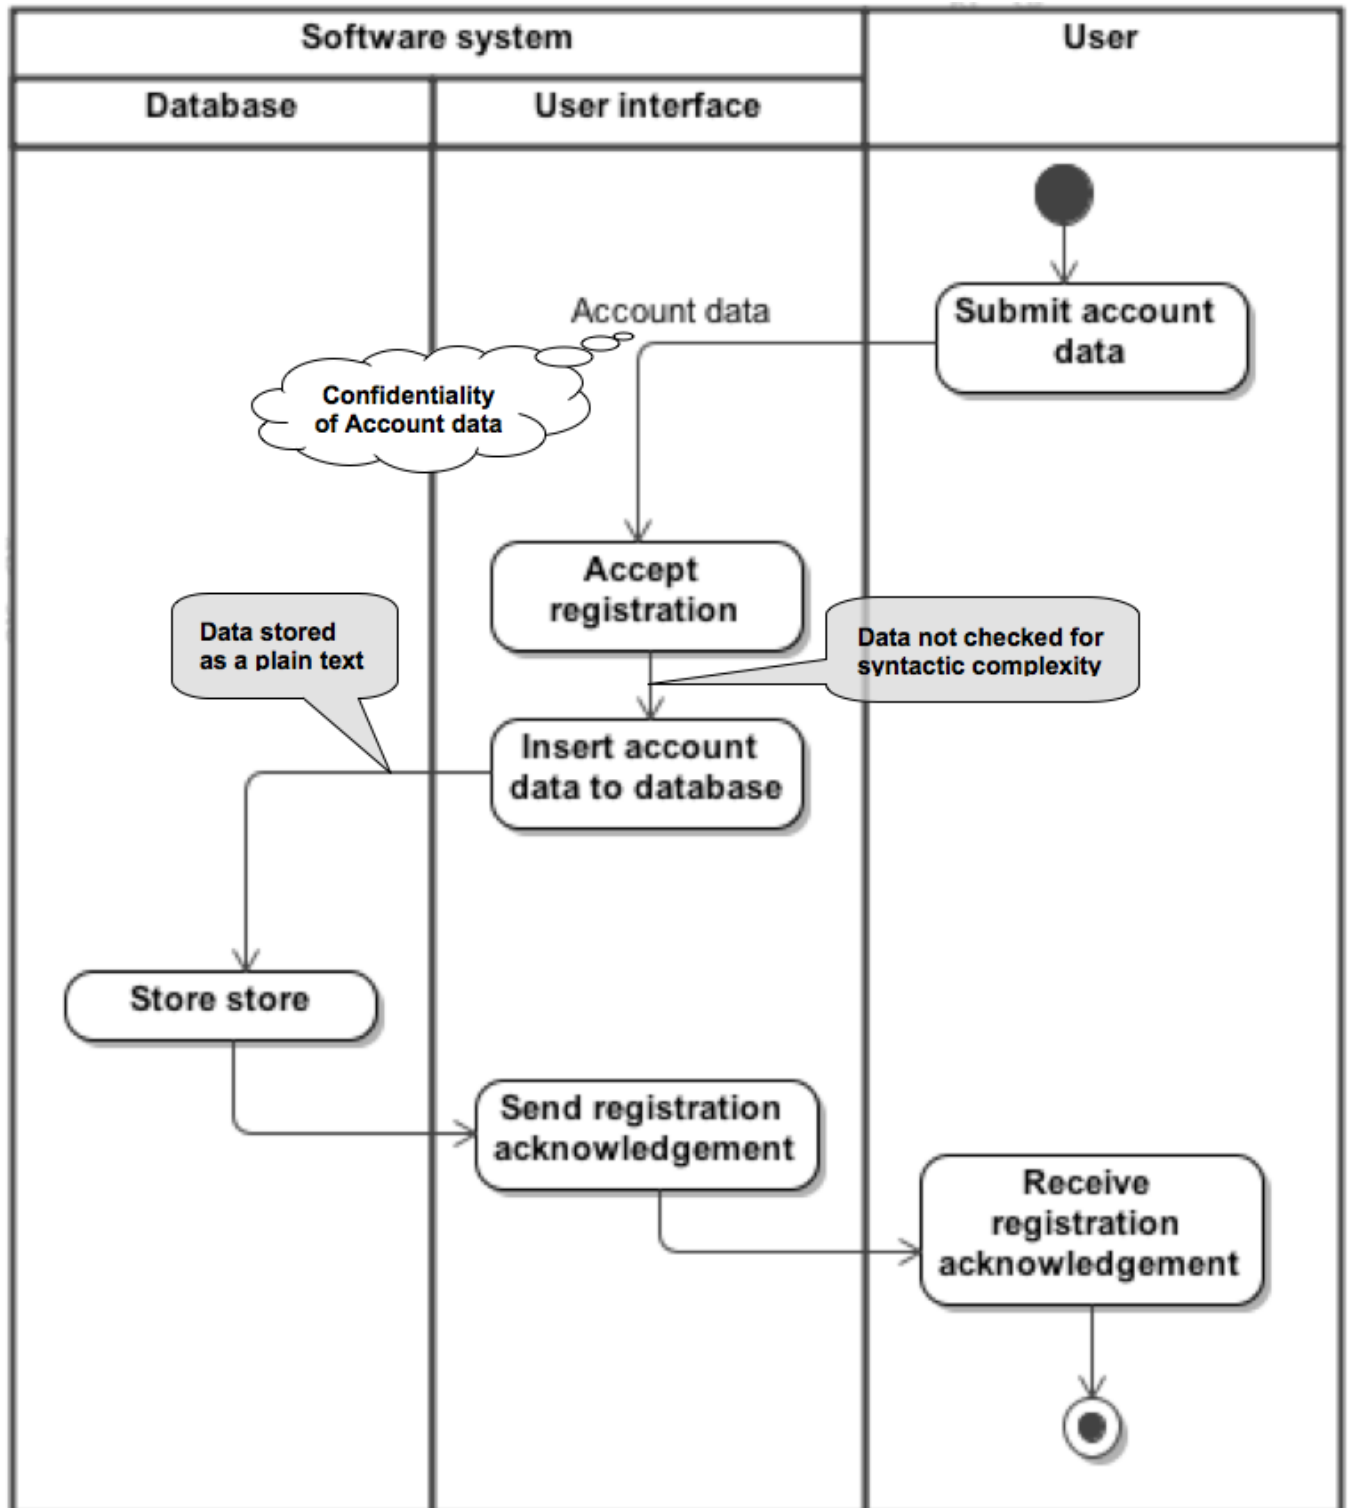 Software system
User
Database
User interface
Submit account
data
Account data
Confidentiality
of Account data
Accept
registration
Data stored
as a plain text
Data not checked for
syntactic complexity
Insert account
data to database
Store store
Send registration
acknowledgement
Receive
registration
acknowledgement